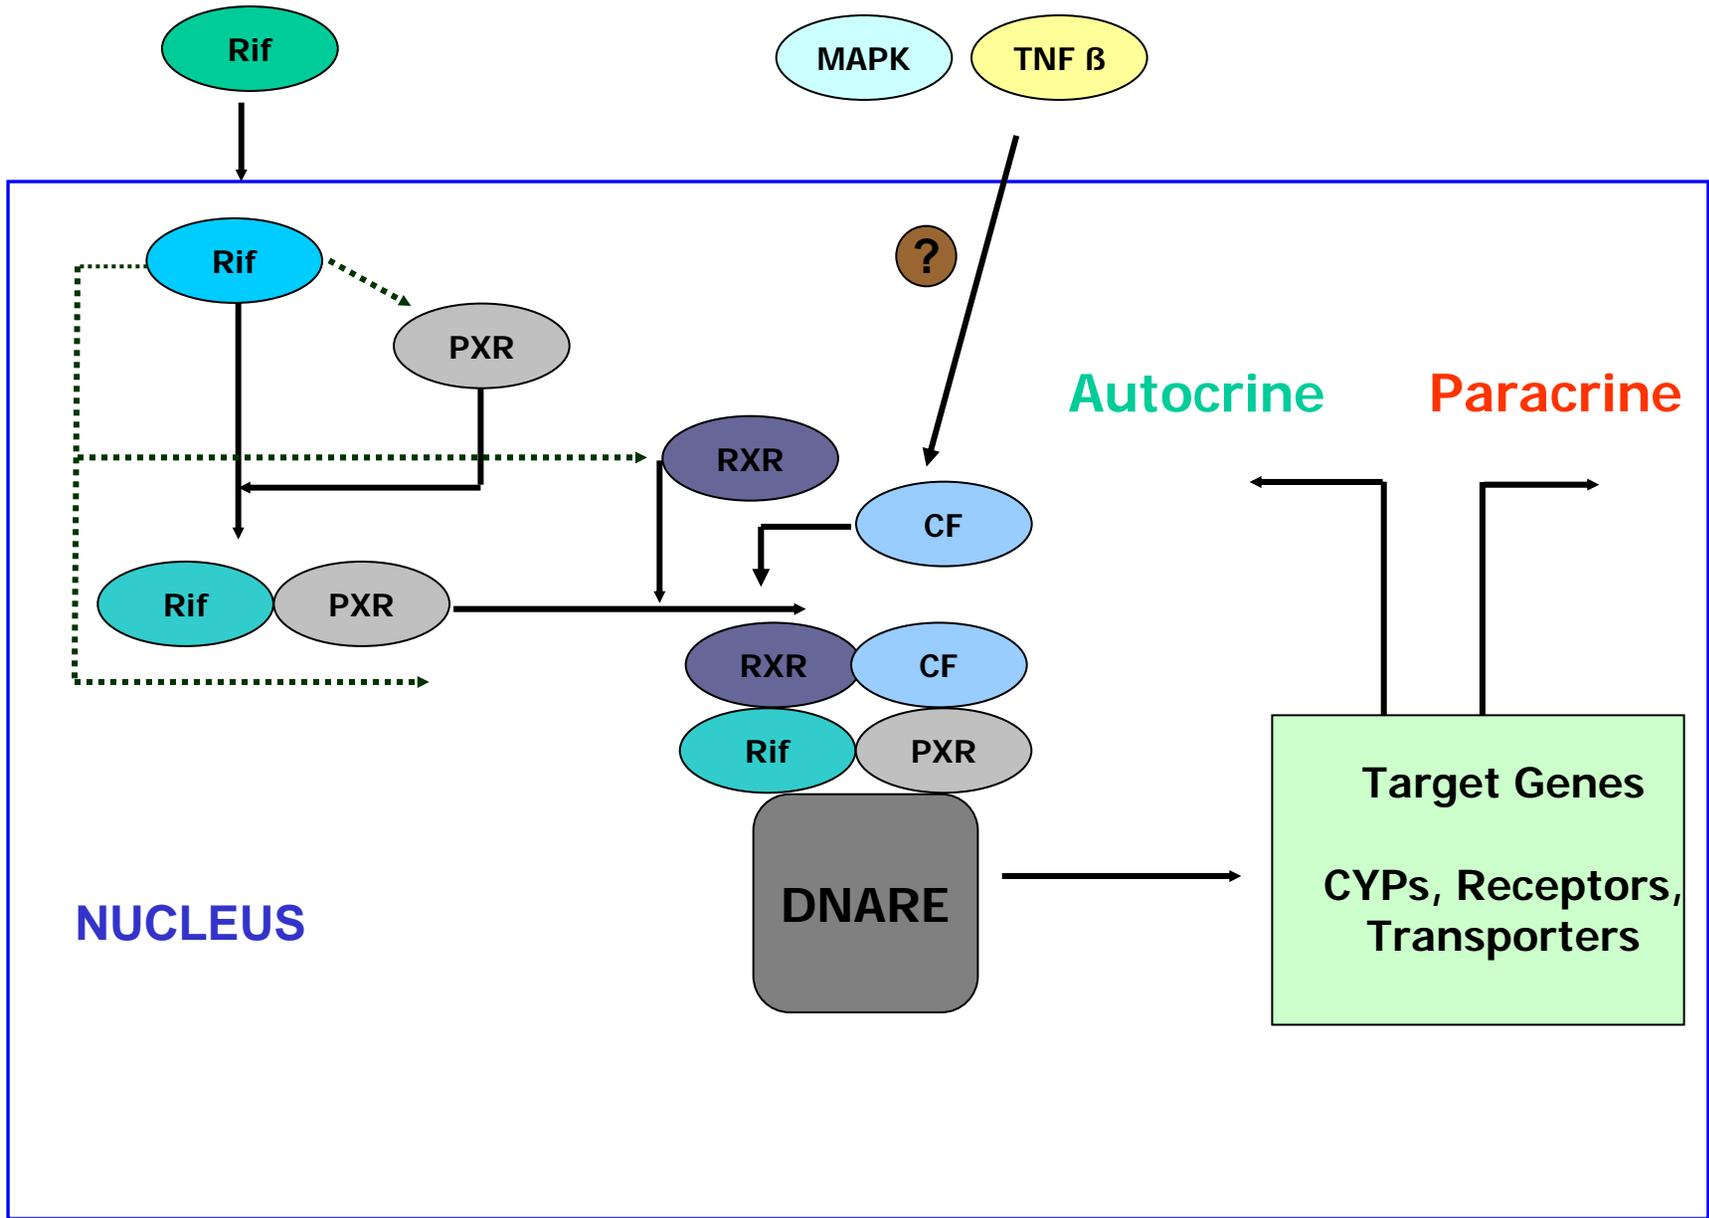 Rif
MAPK
TNF ß
Rif
?
PXR
Autocrine
Paracrine
RXR
CF
Rif
PXR
RXR
CF
Rif
PXR
Target Genes
CYPs, Receptors,
Transporters
DNARE
NUCLEUS